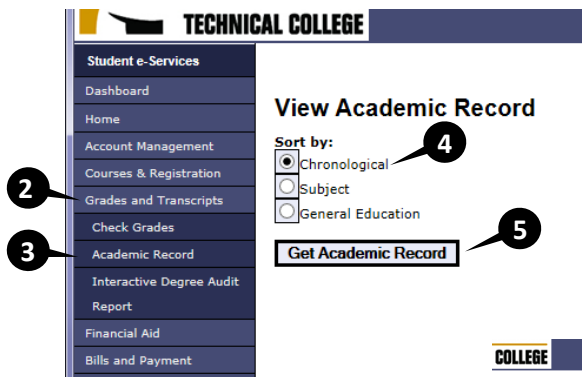 TECHNICAL COLLEGE
Student e-Services
Dashboard
Home
Account Management
Courses & Registration
2
Grades and Transcripts
Check Grades
3
Academic Record
Interactive Degree Audit
Report
Financial Aid
Bills and Payment
View Academic Record
Sort by:
4
Chronological
Subject
General Education
5
Get Academic Record
COLLEGE